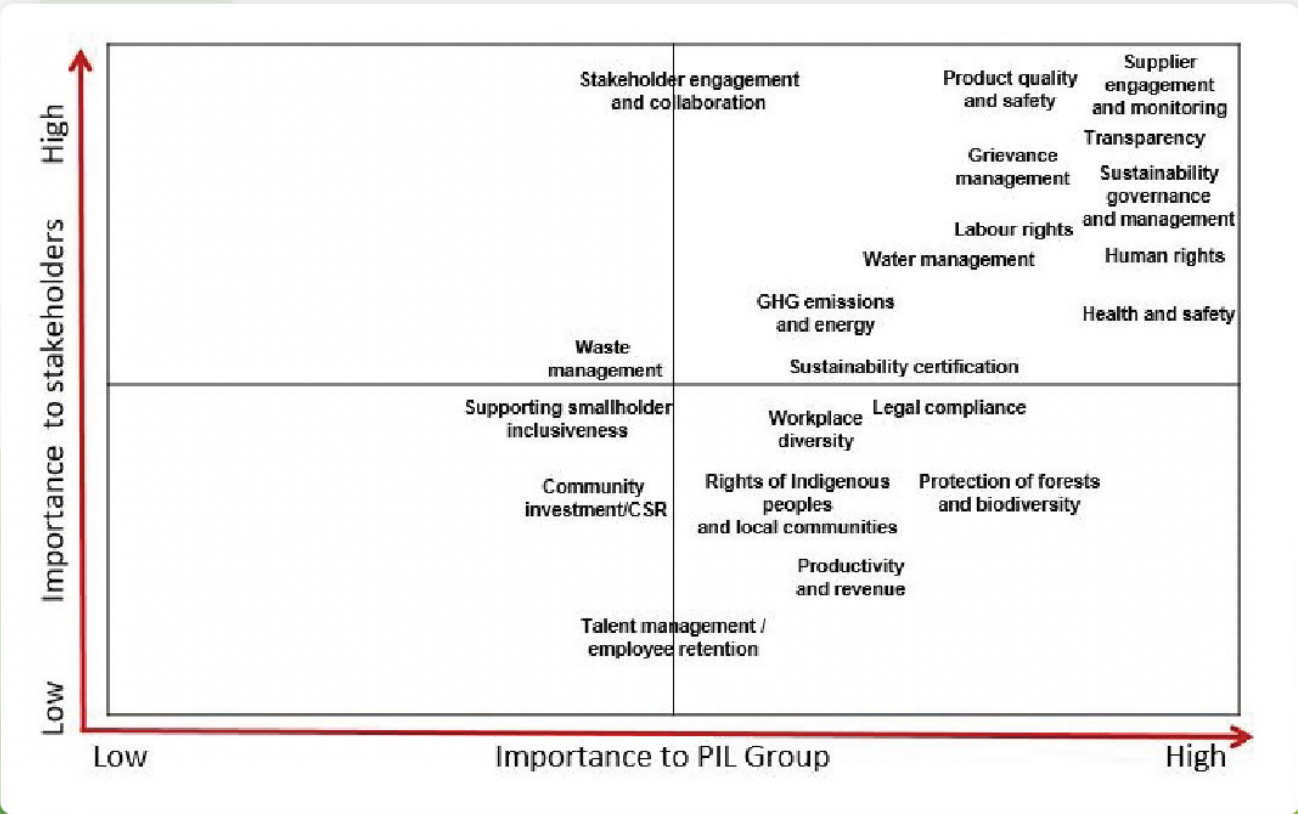 High
Importance to stakeholders
Low
Stakeholder engagement
and collaboration
Product quality
and safety
Supplier
engagement
and monitoring
Transparency
Grievance
management
Sustainability
governance
and management
Labour rights
Water management
Human rights
GHG emissions
and energy
Health and safety
Waste
management
Sustainability certification
Supporting smallholder
inclusiveness
Workplace
diversity
Legal compliance
Community
investment/CSR
Rights of Indigenous
peoples
and local communities
Protection of forests
and biodiversity
Productivity
and revenue
Talent management /
employee retention
Low
Importance to PIL Group
High